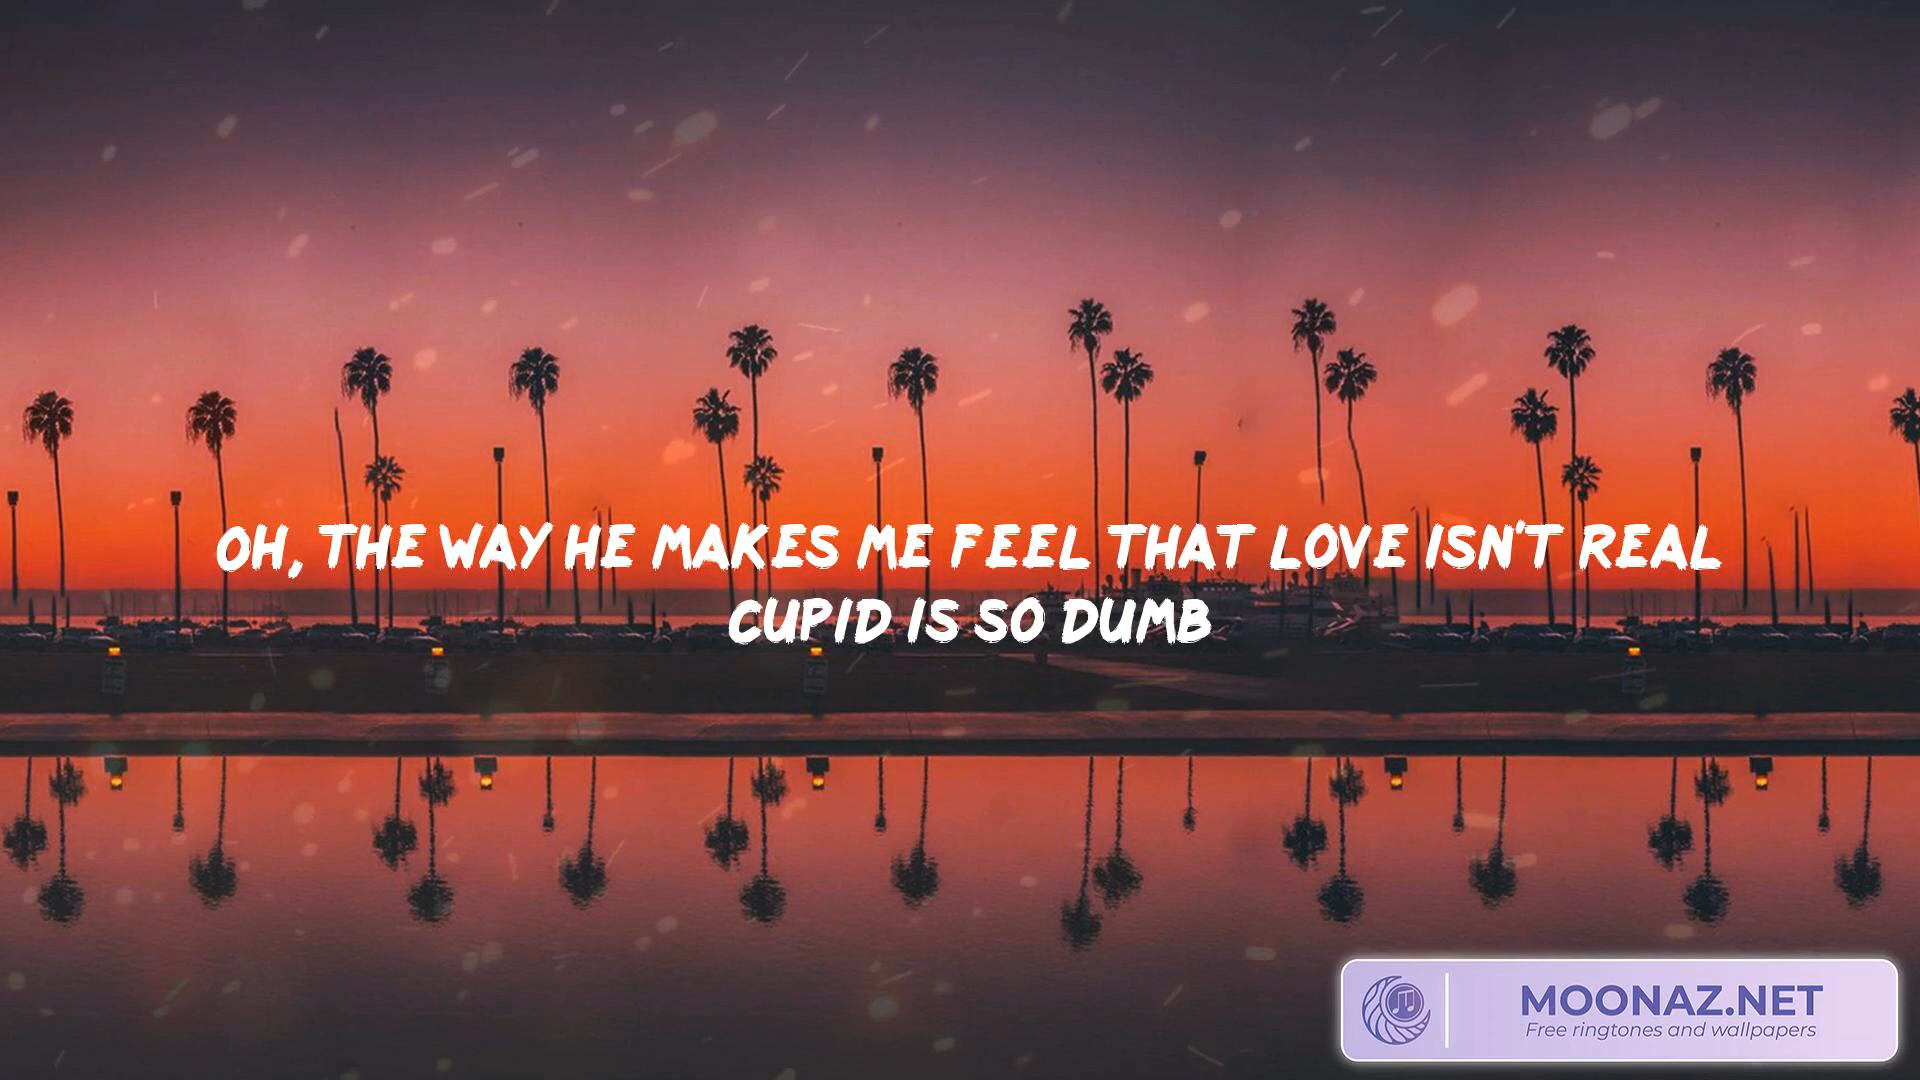 OH, THE WAY HE MAKES ME FEEL THAT LOVE ISN'T REAL
CUPID IS SO DUMB
MOONAZ.NET
Free ringtones and wallpapers